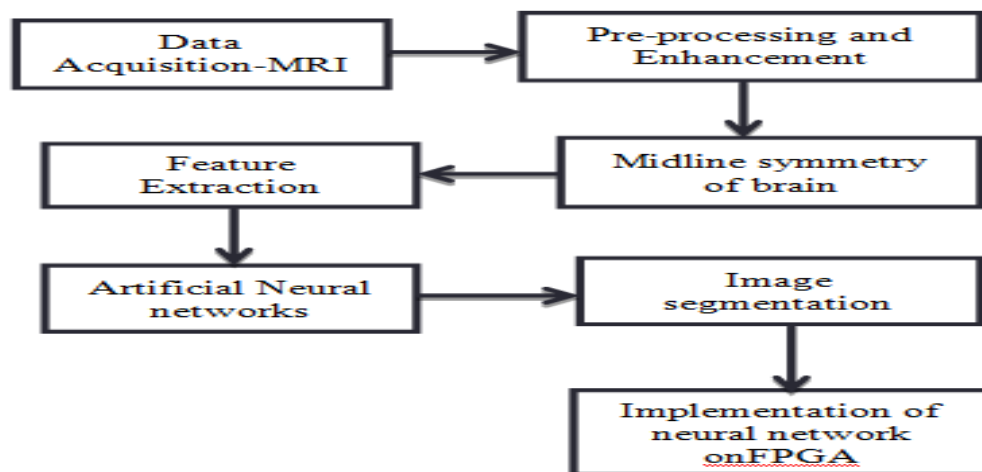 Data
Acquisition-MRI
Pre-processing and
Enhancement
Midline symmetry
of brain
Feature
Extraction
Artificial Neural
networks
Image
segmentation
Implementation of
neural network
onFPGA